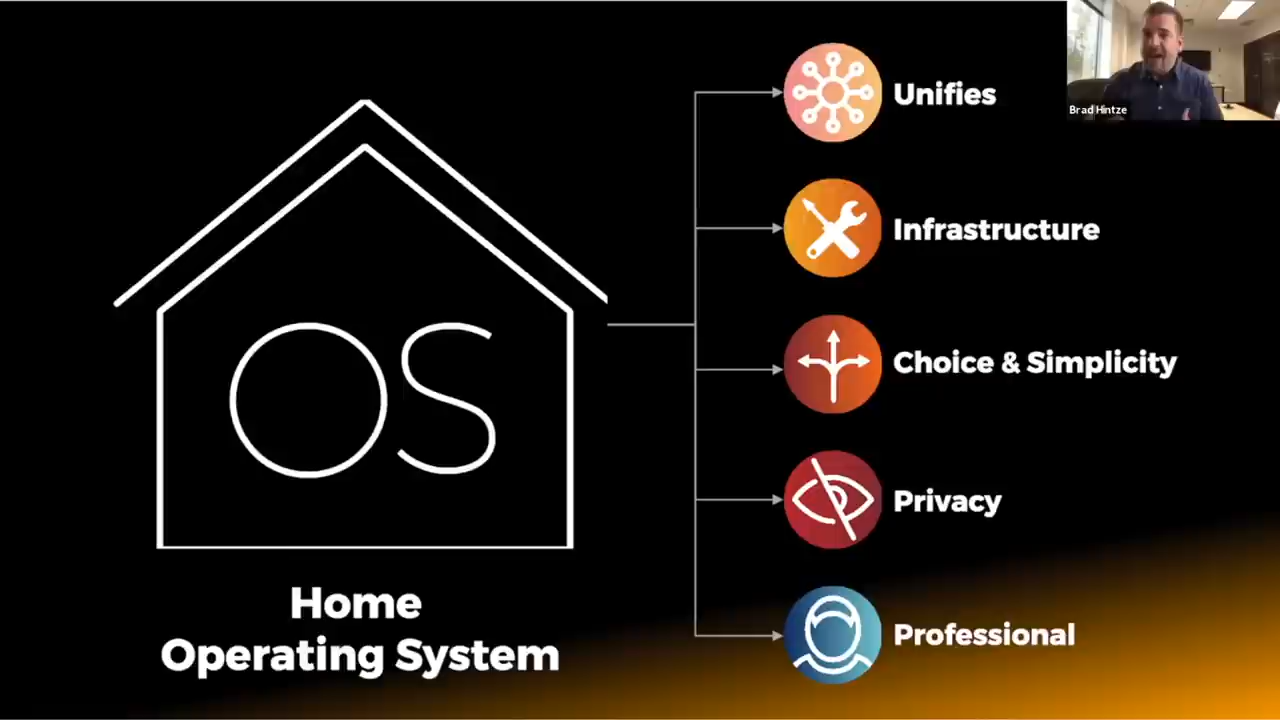 OS
Home
Operating System
Unifies
Infrastructure
Choice & Simplicity
Privacy
Professional
Brad Hintze